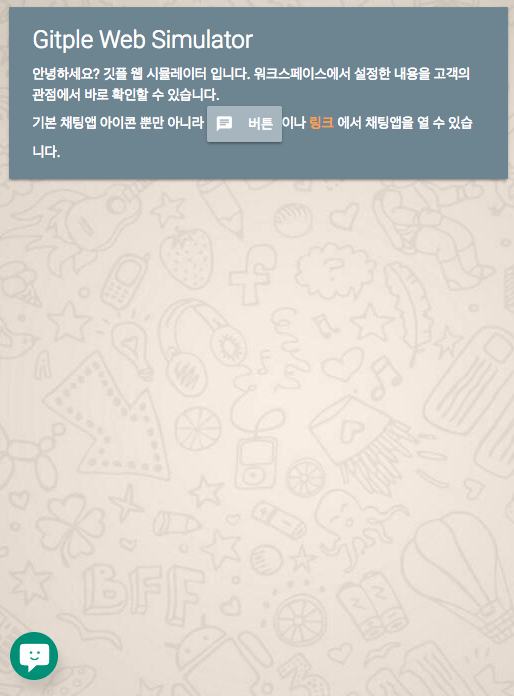 Gitple Web Simulator
안녕하세요? 깃플 웹 시뮬레이터 입니다. 워크스페이스에서 설정한 내용을 고객의
관점에서 바로 확인할 수 있습니다.
기본 채팅앱 아이콘 뿐만 아니라 버튼 이나 링크 에서 채팅앱을 열 수 있습
니다.
BFF